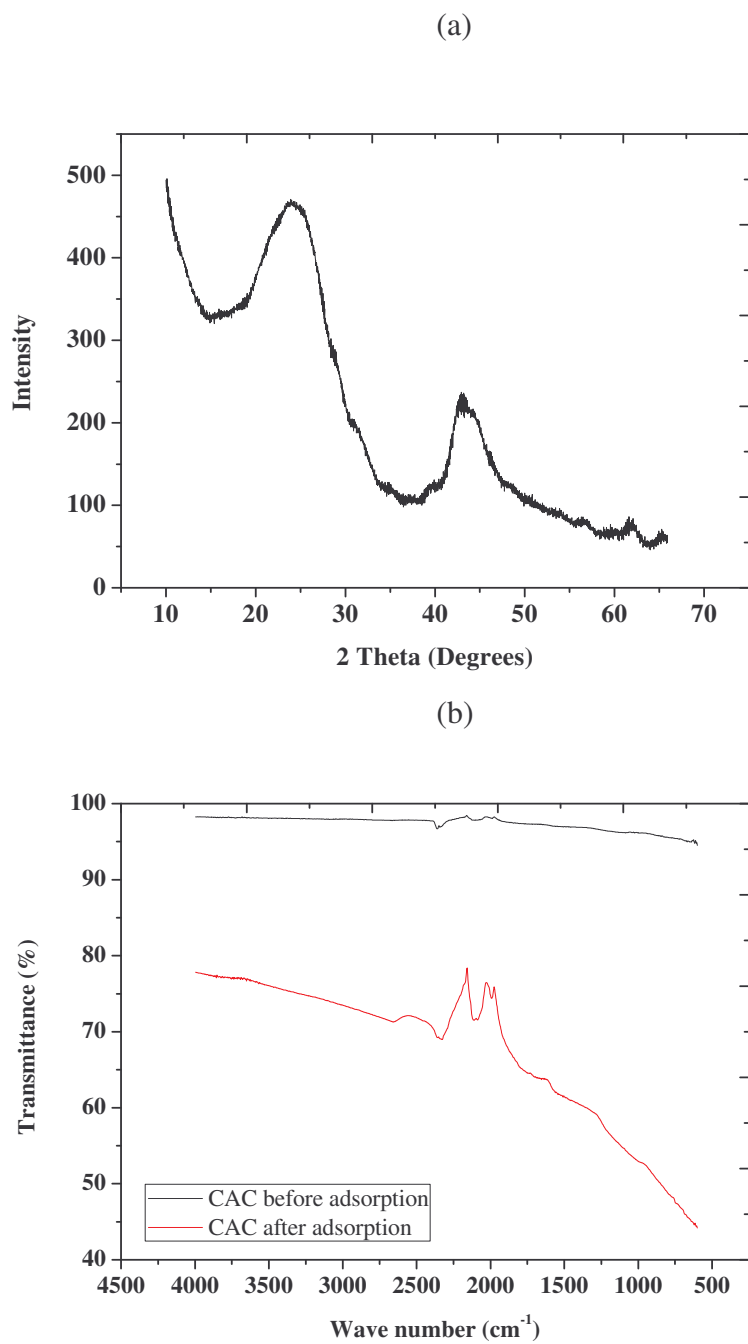 (a)
500
400
300
200
100
0
Intensity
10 20 30 40 50 60 70
2 Theta (Degrees)
(b)
100
90
80
70
60
50
40
Transmittance (%)
CAC before adsorption
CAC after adsorption
4500 4000 3500 3000 2500 2000 1500 1000 500
Wave number (cm⁻¹)